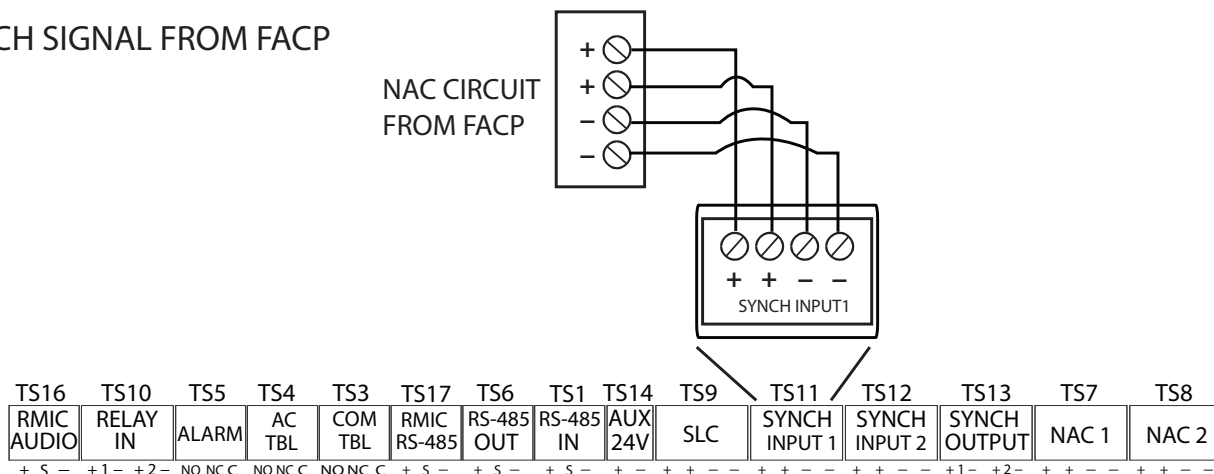 CH SIGNAL FROM FACP
NAC CIRCUIT
FROM FACP
+
+
–
–
+ + – –
SYNCH INPUT1
TS16 TS10 TS5 TS4 TS3 TS17 TS6 TS1 TS14 TS9 TS11 TS12 TS13 TS7 TS8
RMIC AUDIO RELAY IN ALARM AC TBL COM TBL RMIC RS-485 RS-485 OUT RS-485 IN AUX 24V SLC SYNCH INPUT 1 SYNCH INPUT 2 SYNCH OUTPUT NAC 1 NAC 2
+ S – +1– +2– NO NC C NO NC C NO NC C + S – + S – + S – + – + + – – + + – – + + – – +1– +2– + + – – + + – –